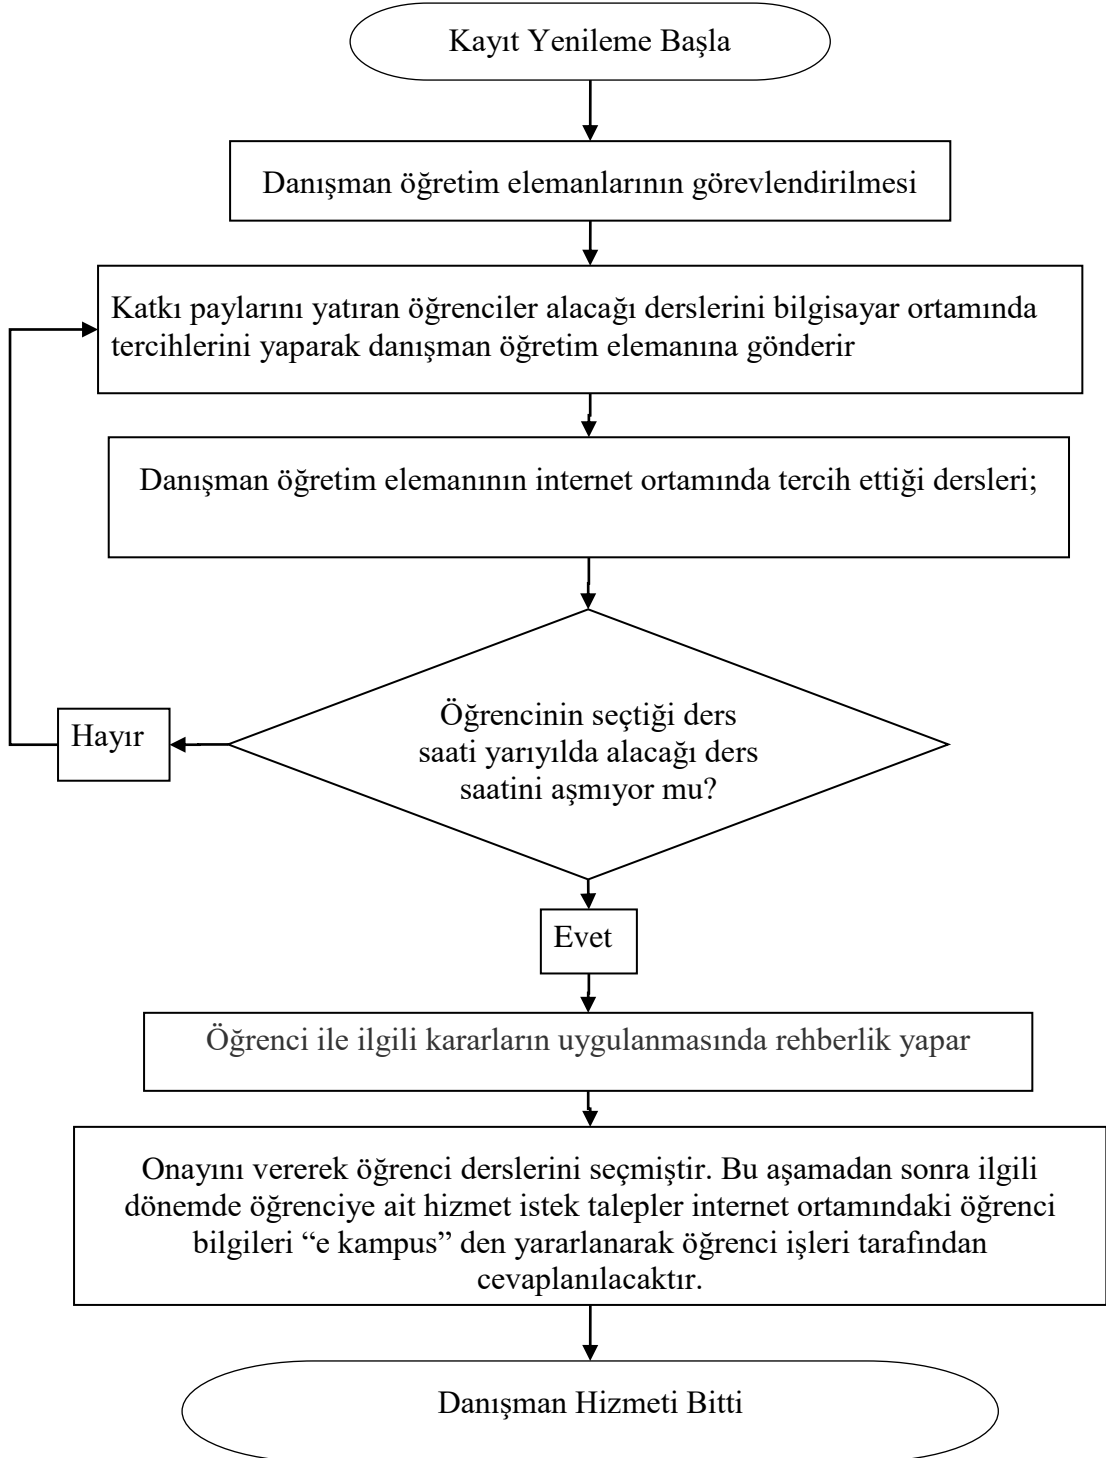 Kayıt Yenileme Başla
Danışman öğretim elemanlarının görevlendirilmesi
Katkı paylarını yatıran öğrenciler alacağı derslerini bilgisayar ortamında
tercihlerini yaparak danışman öğretim elemanına gönderir
Danışman öğretim elemanının internet ortamında tercih ettiği dersleri;
Öğrencinin seçtiği ders
saati yarıyılda alacağı ders
saatini aşmıyor mu?
Hayır
Evet
Öğrenci ile ilgili kararların uygulanmasında rehberlik yapar
Onayını vererek öğrenci derslerini seçmiştir. Bu aşamadan sonra ilgili
dönemde öğrenciye ait hizmet istek talepler internet ortamındaki öğrenci
bilgileri “e kampus” den yararlanarak öğrenci işleri tarafından
cevaplanılacaktır.
Danışman Hizmeti Bitti